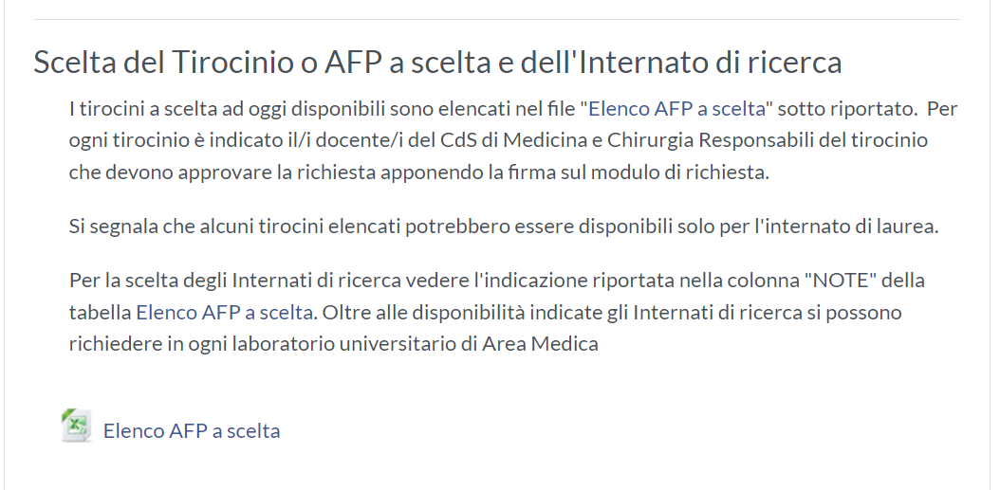 Scelta del Tirocinio o AFP a scelta e dell'Internato di ricerca
I tirocini a scelta ad oggi disponibili sono elencati nel file "Elenco AFP a scelta" sotto riportato.  Per
ogni tirocinio è indicato il/i docente/i del CdS di Medicina e Chirurgia Responsabili del tirocinio
che devono approvare la richiesta apponendo la firma sul modulo di richiesta.
Si segnala che alcuni tirocini elencati potrebbero essere disponibili solo per l'internato di laurea.
Per la scelta degli Internati di ricerca vedere l'indicazione riportata nella colonna "NOTE" della
tabella Elenco AFP a scelta. Oltre alle disponibilità indicate gli Internati di ricerca si possono
richiedere in ogni laboratorio universitario di Area Medica
Elenco AFP a scelta